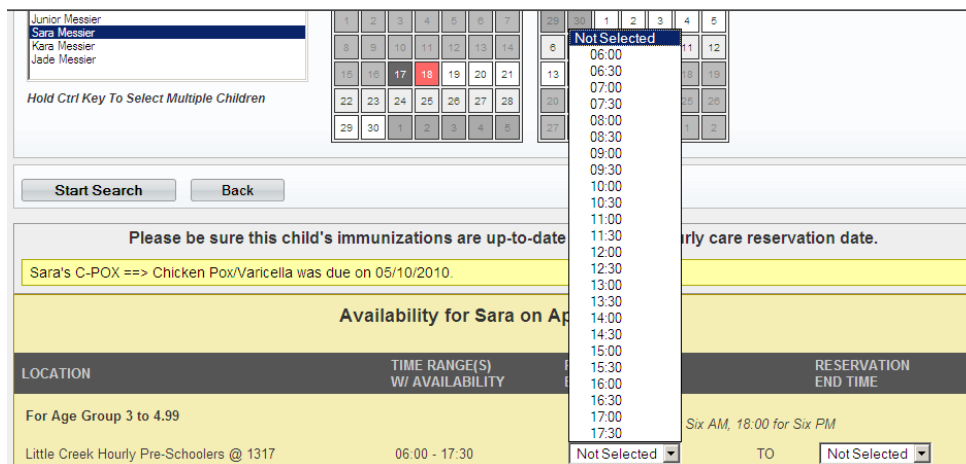 Junior Messier
Sara Messier
Kara Messier
Jade Messier
Hold Ctrl Key To Select Multiple Children
1 2 3 4 5 6 7
8 9 10 11 12 13 14
15 16 17 18 19 20 21
22 23 24 25 26 27 28
29 30 1 2 3 4 5
29 30 1 2 3 4 5
6 11 12
13 18 19
20 25 26
27 1 2
Not Selected
06:00
06:30
07:00
07:30
08:00
08:30
09:00
09:30
10:00
10:30
11:00
11:30
12:00
12:30
13:00
13:30
14:00
14:30
15:00
15:30
16:00
16:30
17:00
17:30
Start Search Back
Please be sure this child's immunizations are up-to-date care reservation date.
Sara's C-POX ==> Chicken Pox/Varicella was due on 05/10/2010.
Availability for Sara on
LOCATION TIME RANGE(S) W/ AVAILABILITY RESERVATION END TIME
For Age Group 3 to 4.99
Six AM, 18:00 for Six PM
Little Creek Hourly Pre-Schoolers @ 1317 06:00 - 17:30 Not Selected TO Not Selected